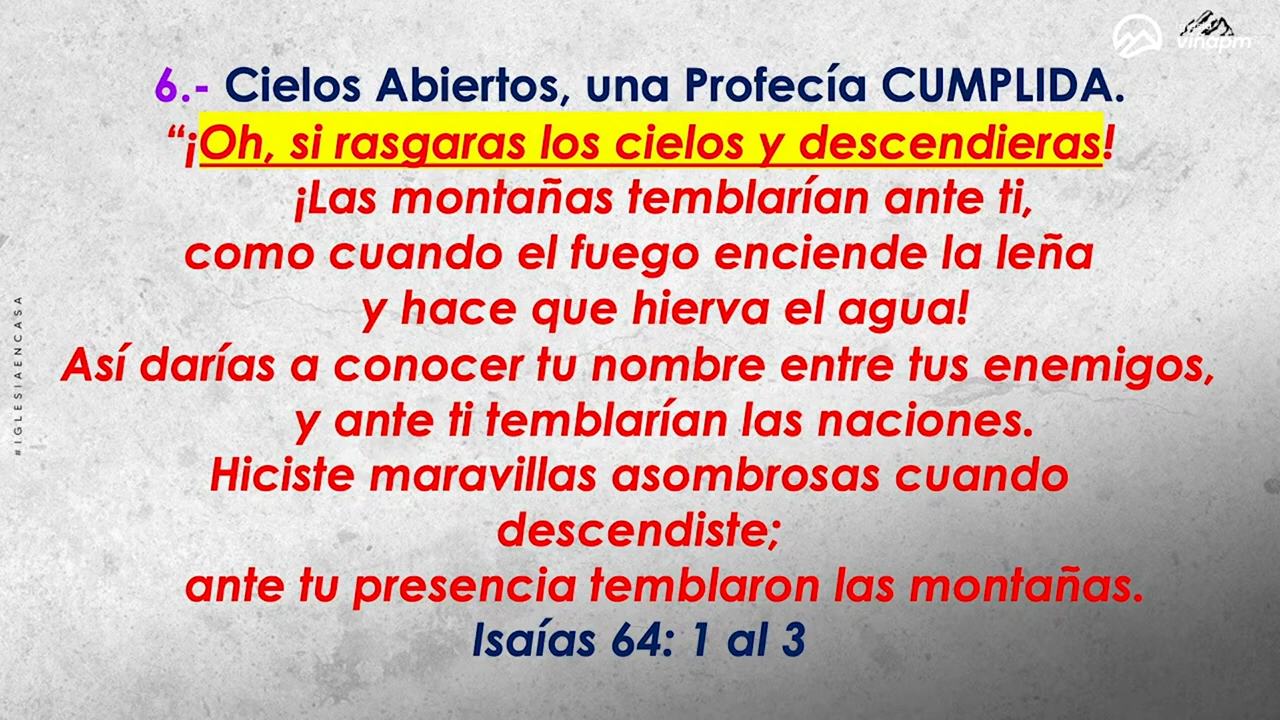 viñapm
6.- Cielos Abiertos, una Profecía CUMPLIDA.
“¡Oh, si rasgaras los cielos y descendieras!
¡Las montañas temblarían ante ti,
como cuando el fuego enciende la leña
y hace que hierva el agua!
Así darías a conocer tu nombre entre tus enemigos,
y ante ti temblarían las naciones.
Hiciste maravillas asombrosas cuando
descendiste;
ante tu presencia temblaron las montañas.
Isaías 64: 1 al 3
#IGLESIAENCASA